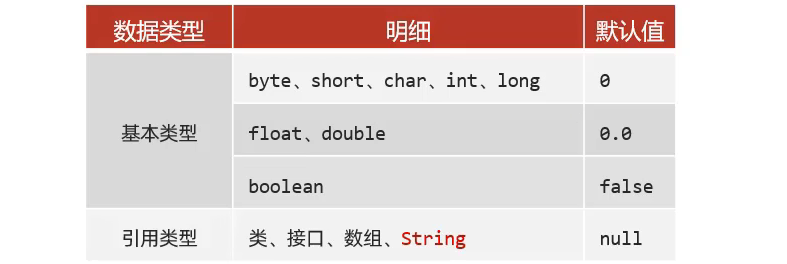 数据类型 明细 默认值
byte、short、char、int、long 0
基本类型 float、double 0.0
boolean false
引用类型 类、接口、数组、String null